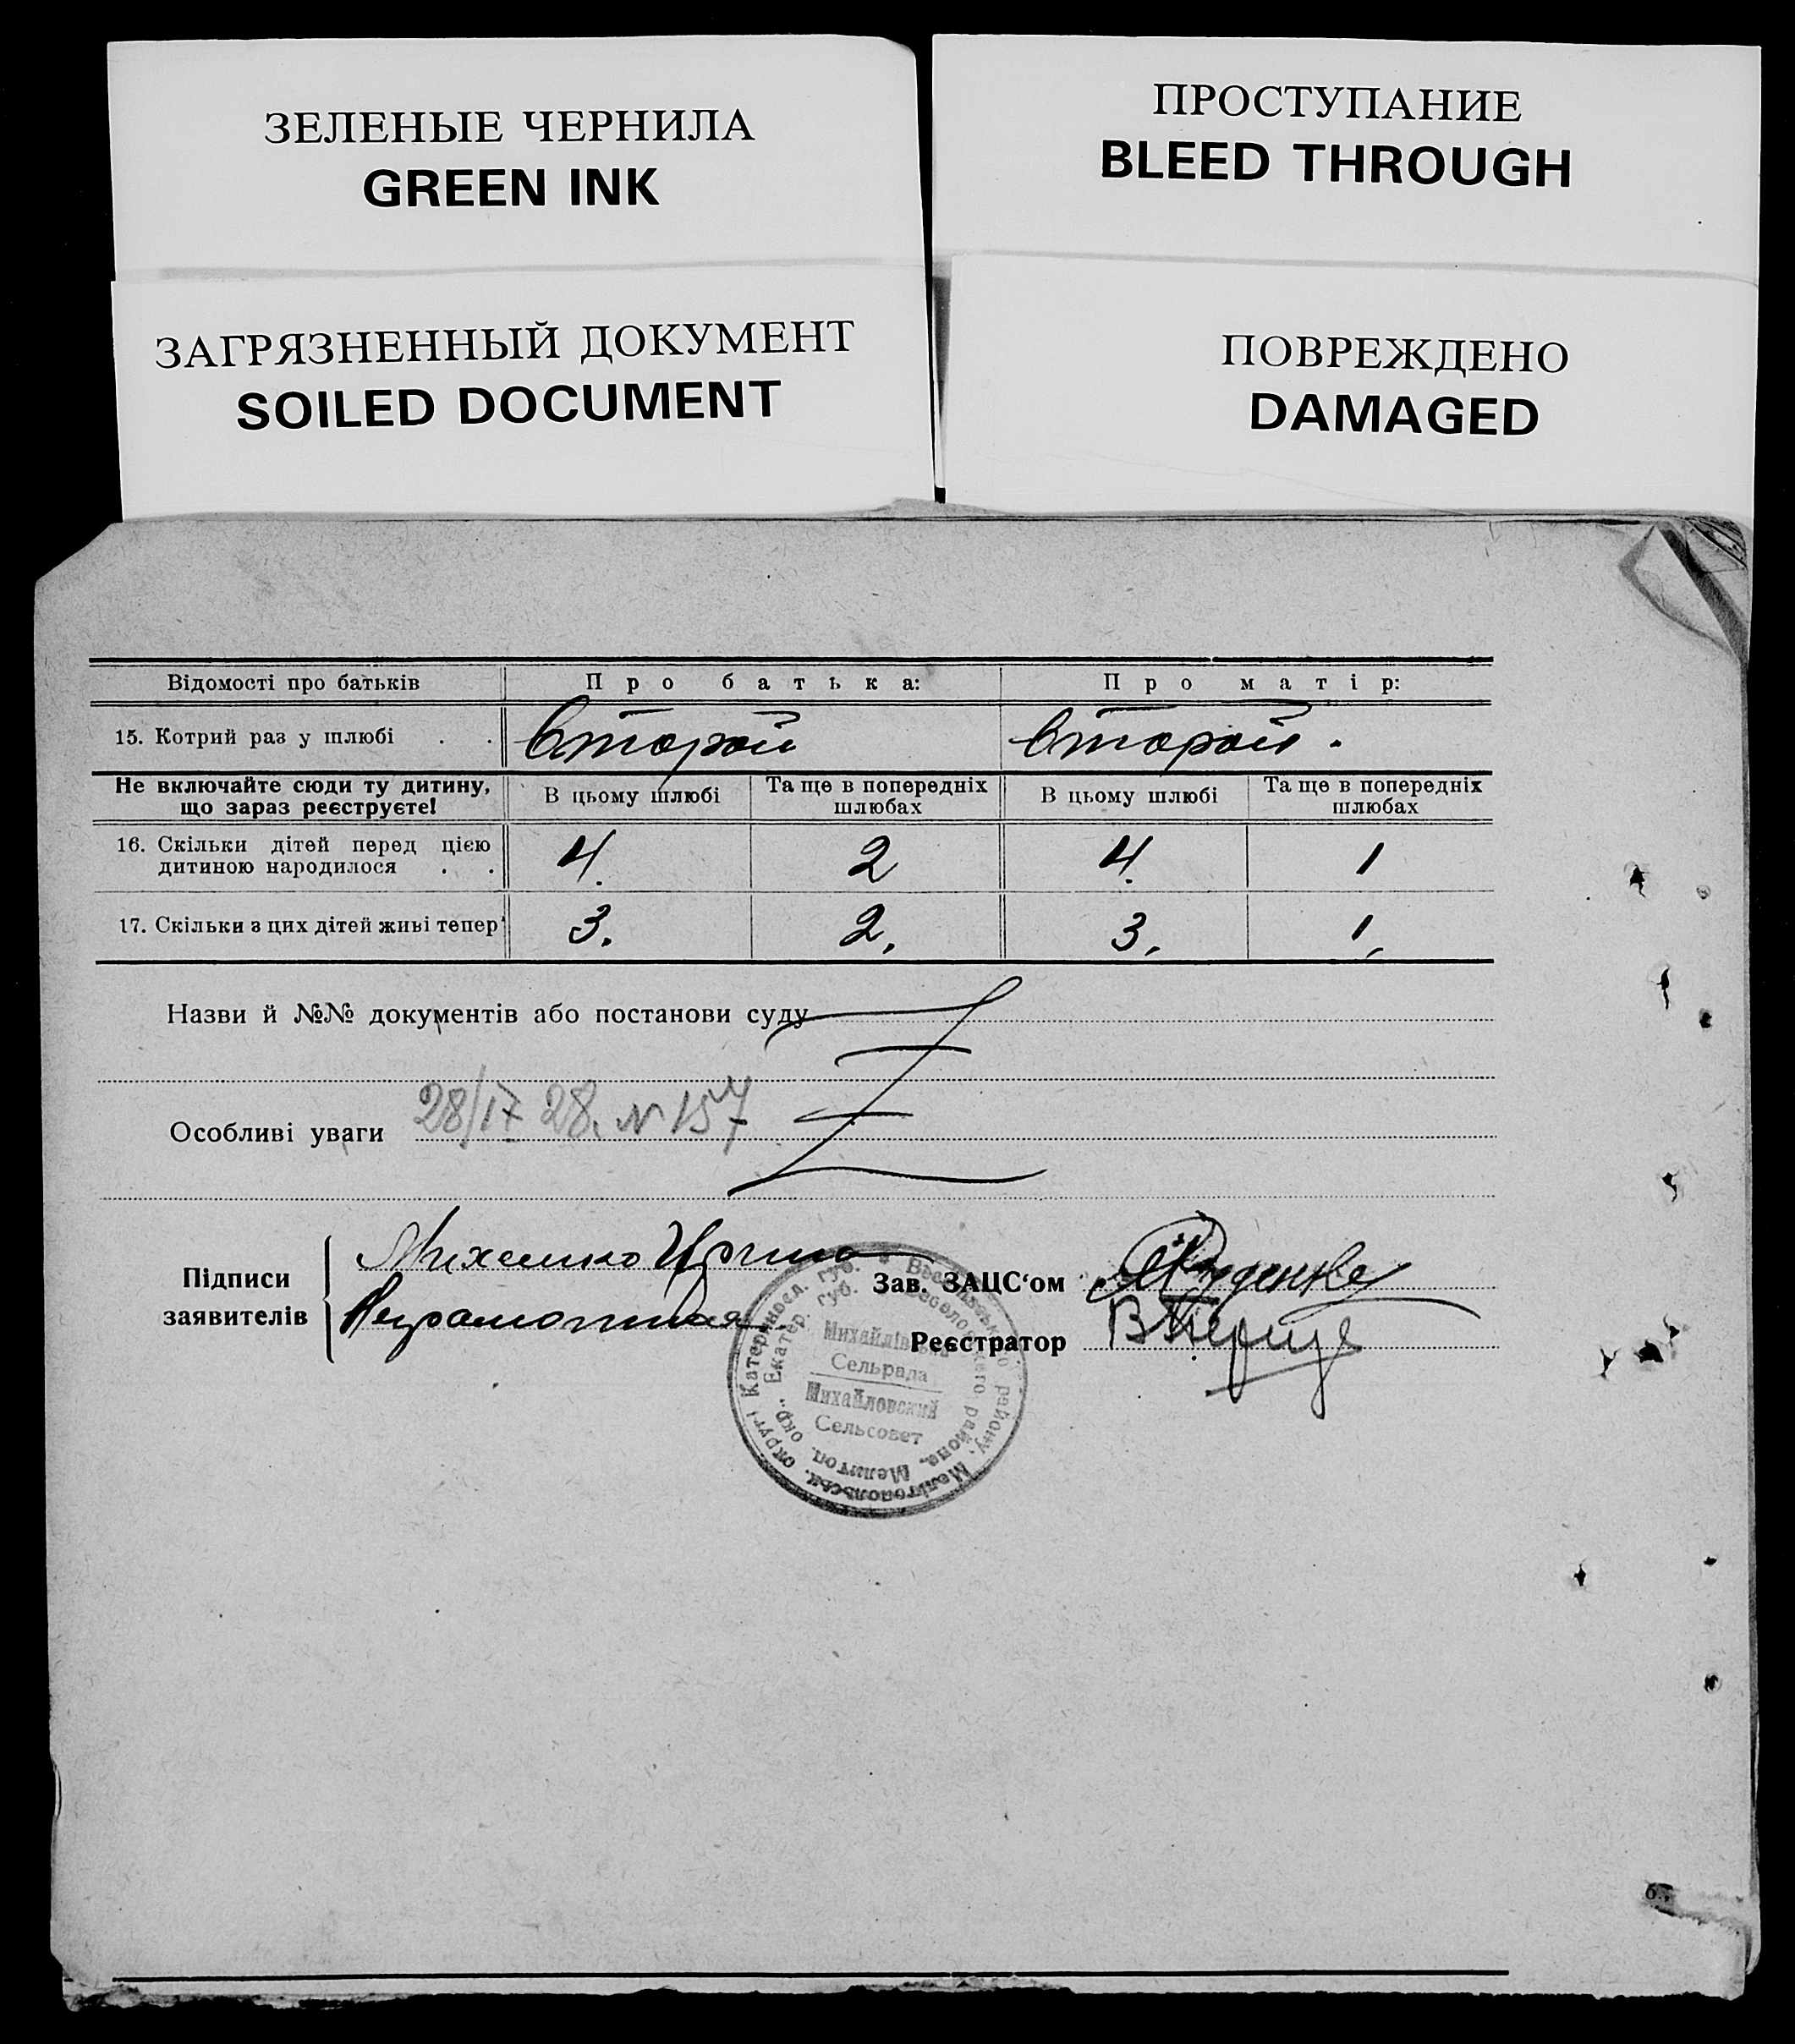 ЗЕЛЕНЫЕ ЧЕРНИЛА
GREEN INK
ПРОСТУПАНИЕ
BLEED THROUGH
ЗАГРЯЗНЕННЫЙ ДОКУМЕНТ
SOILED DOCUMENT
ПОВРЕЖДЕНО
DAMAGED
Відомості про батьків Про батька: Про матір:
15. Котрий раз у шлюбі . . второй второй.
Не включайте сюди ту дитину, що зараз реєструєте! В цьому шлюбі Та ще в попередніх шлюбах В цьому шлюбі Та ще в попередніх шлюбах
16. Скільки дітей перед цією дитиною народилося . . 4. 2 4. 1
17. Скільки з цих дітей живі тепер 3. 2. 3. 1.
Назви й №№ документів або постанови суду
Особливі уваги 28/IV 28. N 157
Підписи заявителів
Неграмотная
Зав. ЗАЦС‘ом Руденко
Реєстратор
Михайлівська
Сельрада
Михайловский
Сельсовет